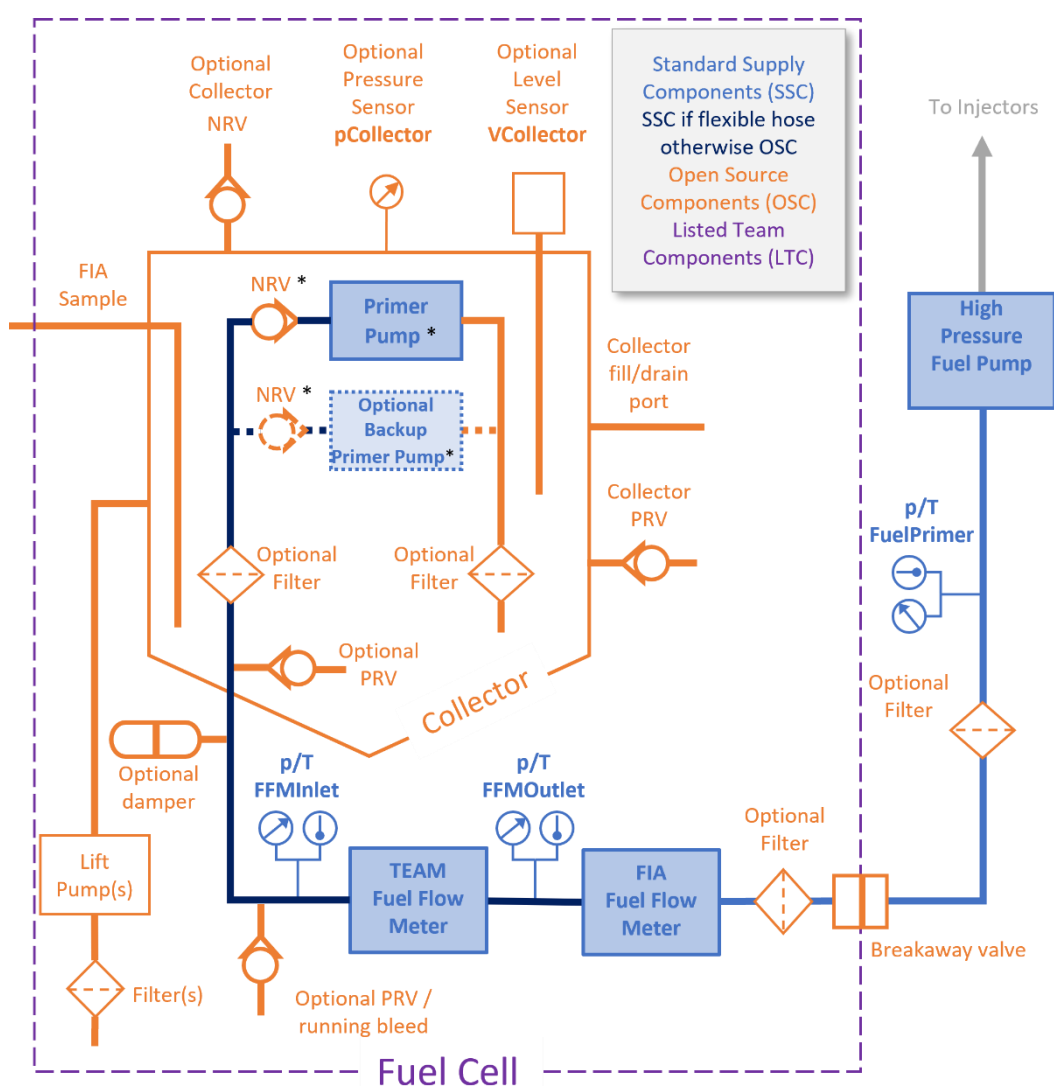 Optional
Collector
NRV
Optional
Pressure
Sensor
pCollector
Optional
Level
Sensor
VCollector
Standard Supply
Components (SSC)
SSC if flexible hose
otherwise OSC
Open Source
Components (OSC)
Listed Team
Components (LTC)
To Injectors
FIA
Sample
NRV *
Primer
Pump *
NRV *
Optional
Backup
Primer Pump*
Collector
fill/drain
port
High
Pressure
Fuel Pump
Collector
PRV
p/T
FuelPrimer
Optional
Filter
Optional
Filter
Optional
PRV
Collector
Optional
Filter
Optional
damper
p/T
FFMInlet
p/T
FFMOutlet
Optional
Filter
Lift
Pump(s)
TEAM
Fuel Flow
Meter
FIA
Fuel Flow
Meter
Breakaway valve
Filter(s)
Optional PRV /
running bleed
Fuel Cell